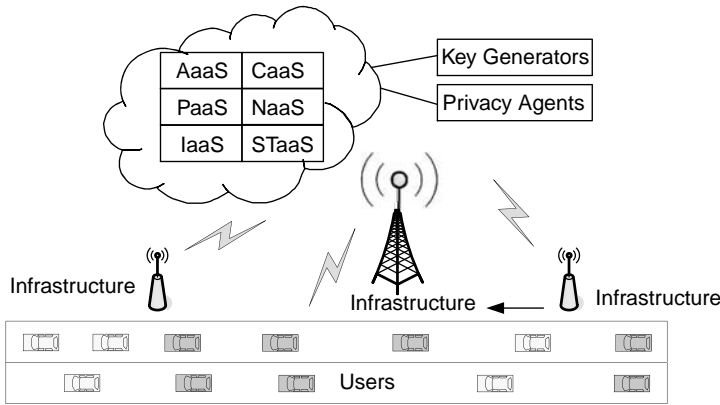 AaaS CaaS
Key Generators
PaaS NaaS
Privacy Agents
IaaS STaaS
Infrastructure
Infrastructure
Infrastructure
Users